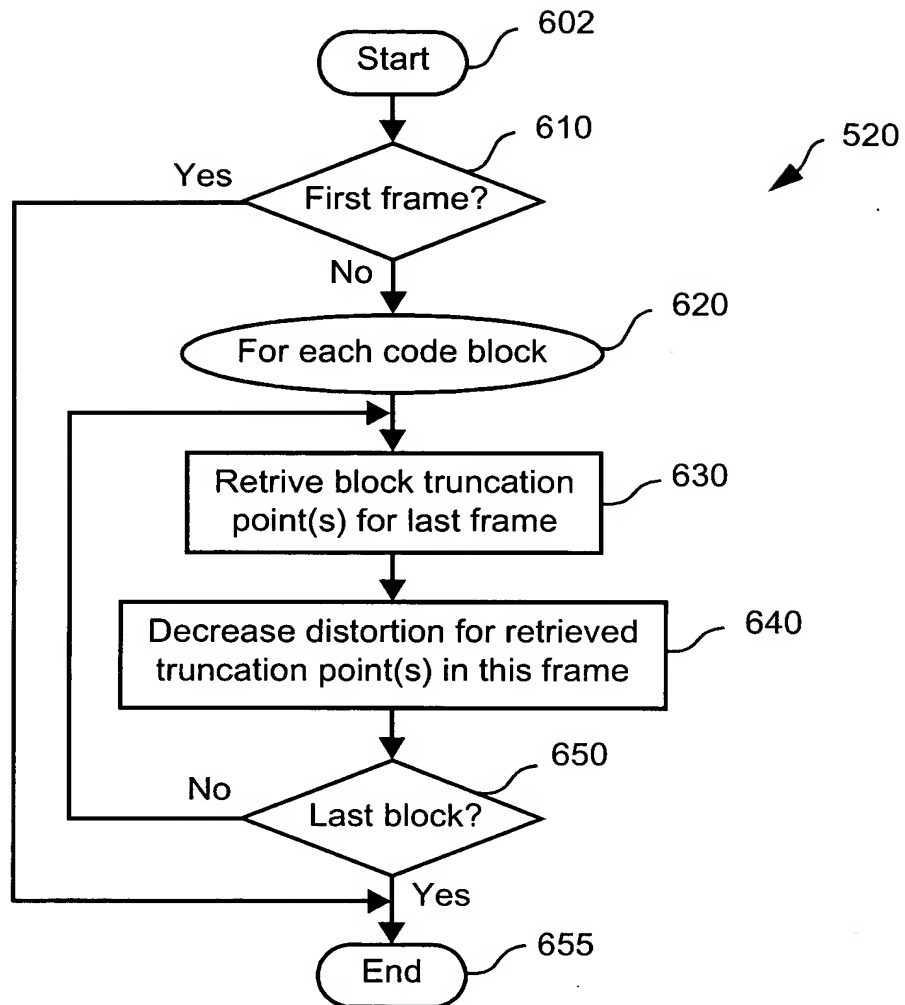 Start
602
610
520
Yes
First frame?
No
620
For each code block
Retrive block truncation
point(s) for last frame
630
Decrease distortion for retrieved
truncation point(s) in this frame
640
650
No
Last block?
Yes
655
End